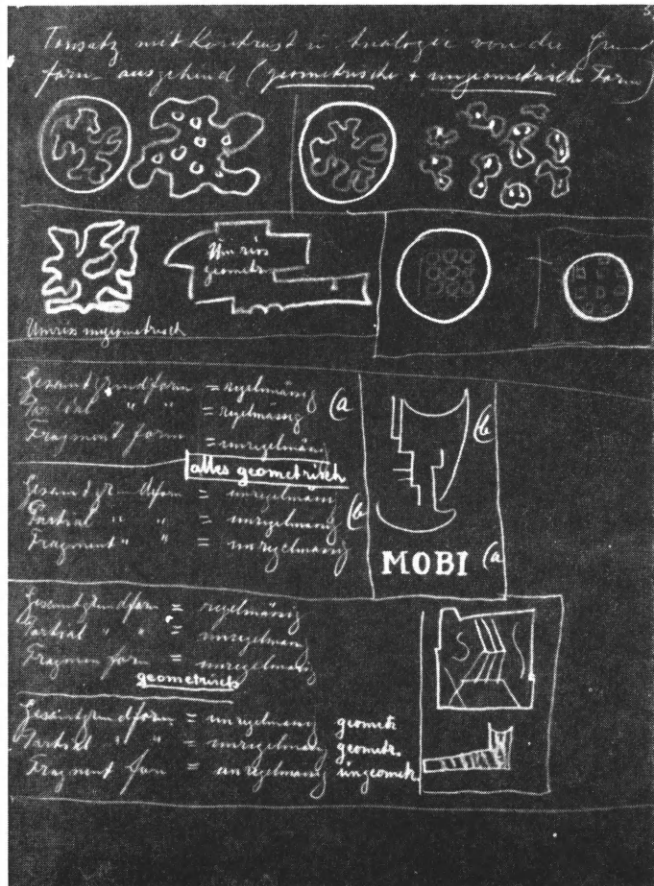 Tonsatz mit Kontrast u. Analogie von der Grund
form ausgehend (geometrische + ungeometrische Form)
Umriss
geometr.
Umriss ungeometrisch
Gesamtgrundform = regelmässig
Partial " " = regelmässig (a
Fragment form = unregelmässig
alles geometrisch
Gesamtgrundform = unregelmässig
Partial " " = unregelmässig (b
Fragment " " = unregelmässig
(b
MOBI (a
Gesamtgrundform = regelmässig
Partial " " = unregelmässig
Fragmen form = unregelmässig
geometrisch
Gesamtgrundform = unregelmässig geometr
Partial " " = unregelmässig geometr.
Fragment form = unregelmässig ungeometr.